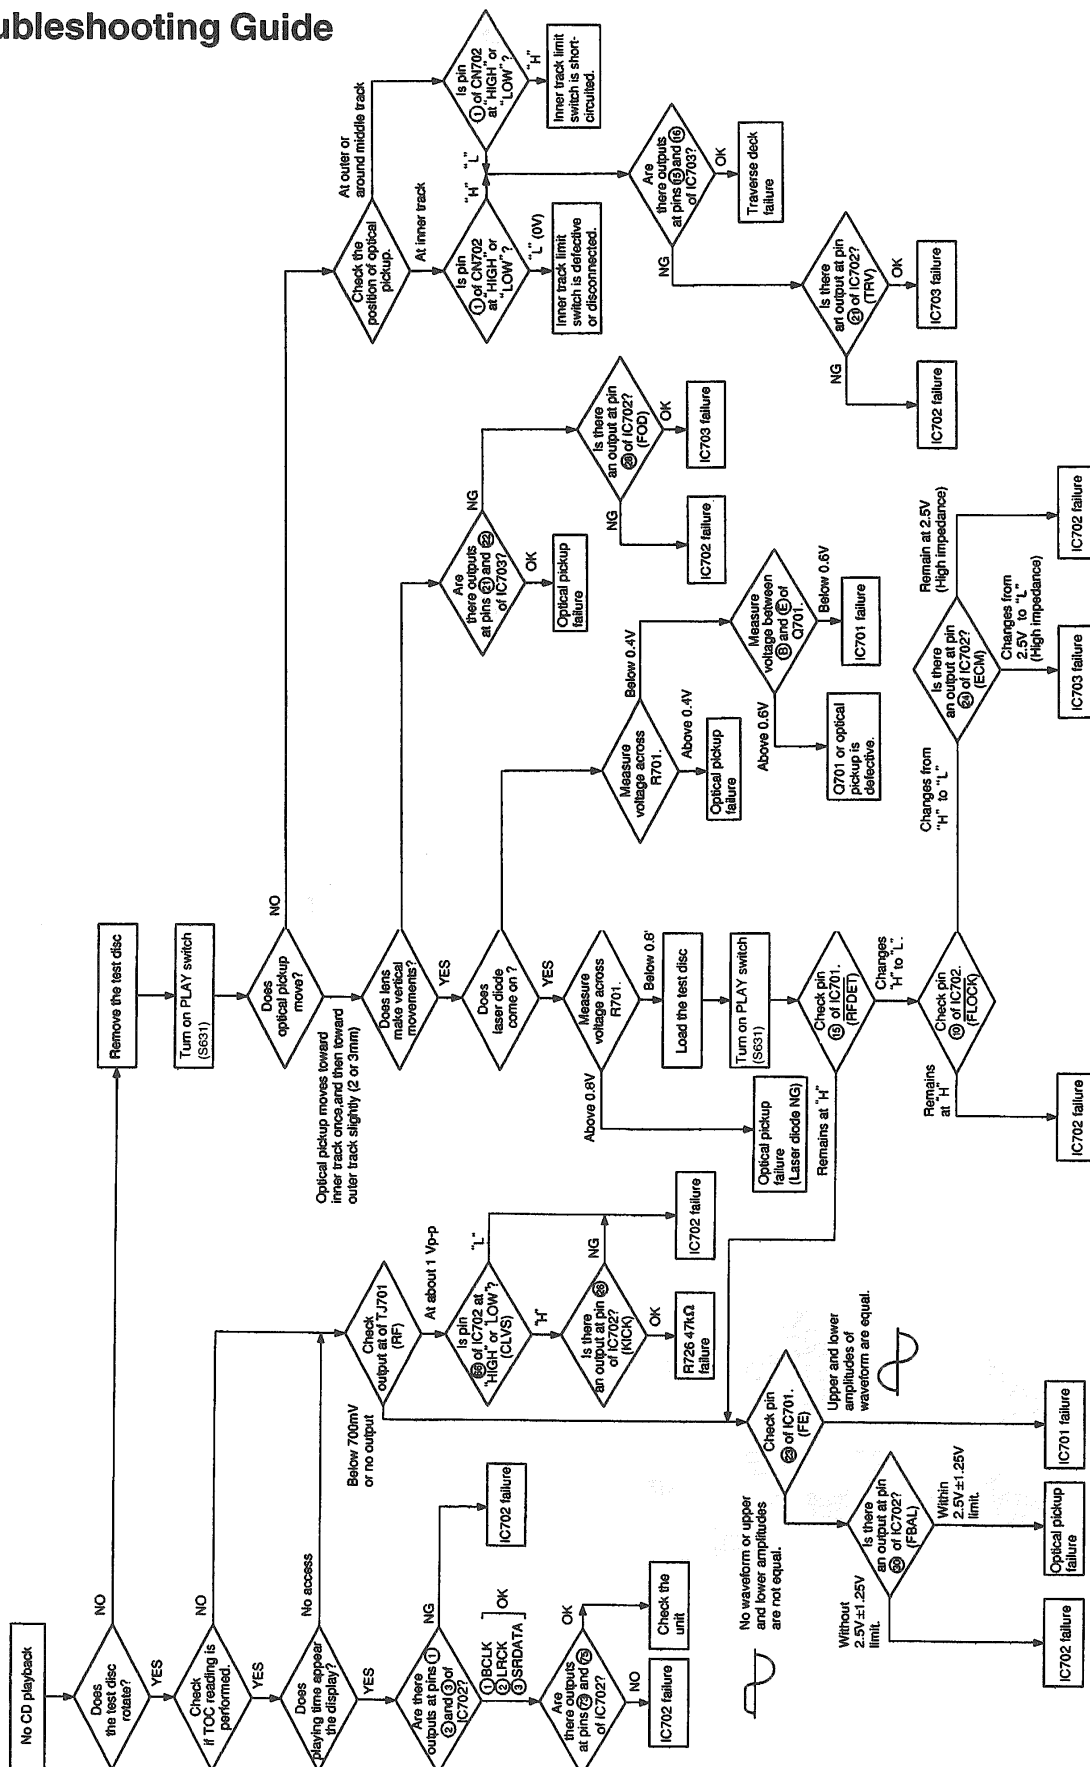 ubleshooting Guide
No CD playback
Does
the test disc
rotate?
NO
YES
Check
if TOC reading is
performed.
NO
YES
Does
playing time appear
the display?
No access
YES
Are there
outputs at pins ①
② and ③ of
IC702?
NG
IC702 failure
① BCLK
② LRCK
③ SRDATA
OK
Are
there outputs
at pins ㉔ and ㉕
of IC702?
OK
Check the
unit
NO
IC702 failure
Remove the test disc
Turn on PLAY switch
(S631)
Does
optical pickup
move?
NO
Optical pickup moves toward
inner track once,and then toward
outer track slightly (2 or 3mm)
Does lens
make vertical
movements?
YES
Does
laser diode
come on ?
YES
Measure
voltage across
R701.
Above 0.8V
Below 0.8'
Optical pickup
failure
(Laser diode NG)
Load the test disc
Turn on PLAY switch
(S631)
Check pin
⑮ of IC701.
(RFDET)
Remains at "H"
Changes
"H" to "L".
Check pin
⑩ of IC702.
(FLOCK)
Remains
at "H"
IC702 failure
Changes from
"H" to "L"
Is there
an output at pin
㉔ of IC702?
(ECM)
Remain at 2.5V
(High impedance)
IC702 failure
Changes from
2.5V to "L"
(High impedance)
IC703 failure
Check
output at of TJ701
(RF)
At about 1 Vp-p
Below 700mV
or no output
Is pin
of IC702 at
"HIGH" or "LOW"?
(CLVS)
"L"
"H"
Is there
an output at pin ㉖
of IC702?
(KICK)
NG
IC702 failure
OK
R726 47kΩ
failure
Check pin
㉓ of IC701.
(FE)
Upper and lower
amplitudes of
waveform are equal.
IC701 failure
No waveform or upper
and lower amplitudes
are not equal.
Is there
an output at pin
㉚ of IC702?
(FBAL)
Within
2.5V±1.25V
limit.
Optical pickup
failure
Without
2.5V±1.25V
limit.
IC702 failure
Check the
position of optical
pickup.
At outer or
around middle track
At inner track
Is pin
① of CN702
at "HIGH" or
"LOW"?
"H"
"L"
Inner track limit
switch is short-
circuited.
Is pin
① of CN702
at "HIGH" or
"LOW"?
"H"
"L" (0V)
Inner track limit
switch is defective
or disconnected.
Are
there outputs
at pins ⑮ and ⑯
of IC703?
OK
Traverse deck
failure
NG
Is there
an output at pin
㉑ of IC702?
(TRV)
OK
IC703 failure
NG
IC702 failure
Are
there outputs
at pins ㉑ and ㉒
of IC703?
NG
OK
Optical pickup
failure
Is there
an output at pin
of IC702?
(FOD)
OK
IC703 failure
NG
IC702 failure
Measure
voltage across
R701.
Below 0.4V
Above 0.4V
Optical pickup
failure
Measure
voltage between
Ⓑ and Ⓔ of
Q701.
Below 0.6V
IC701 failure
Above 0.6V
Q701 or optical
pickup is
defective.